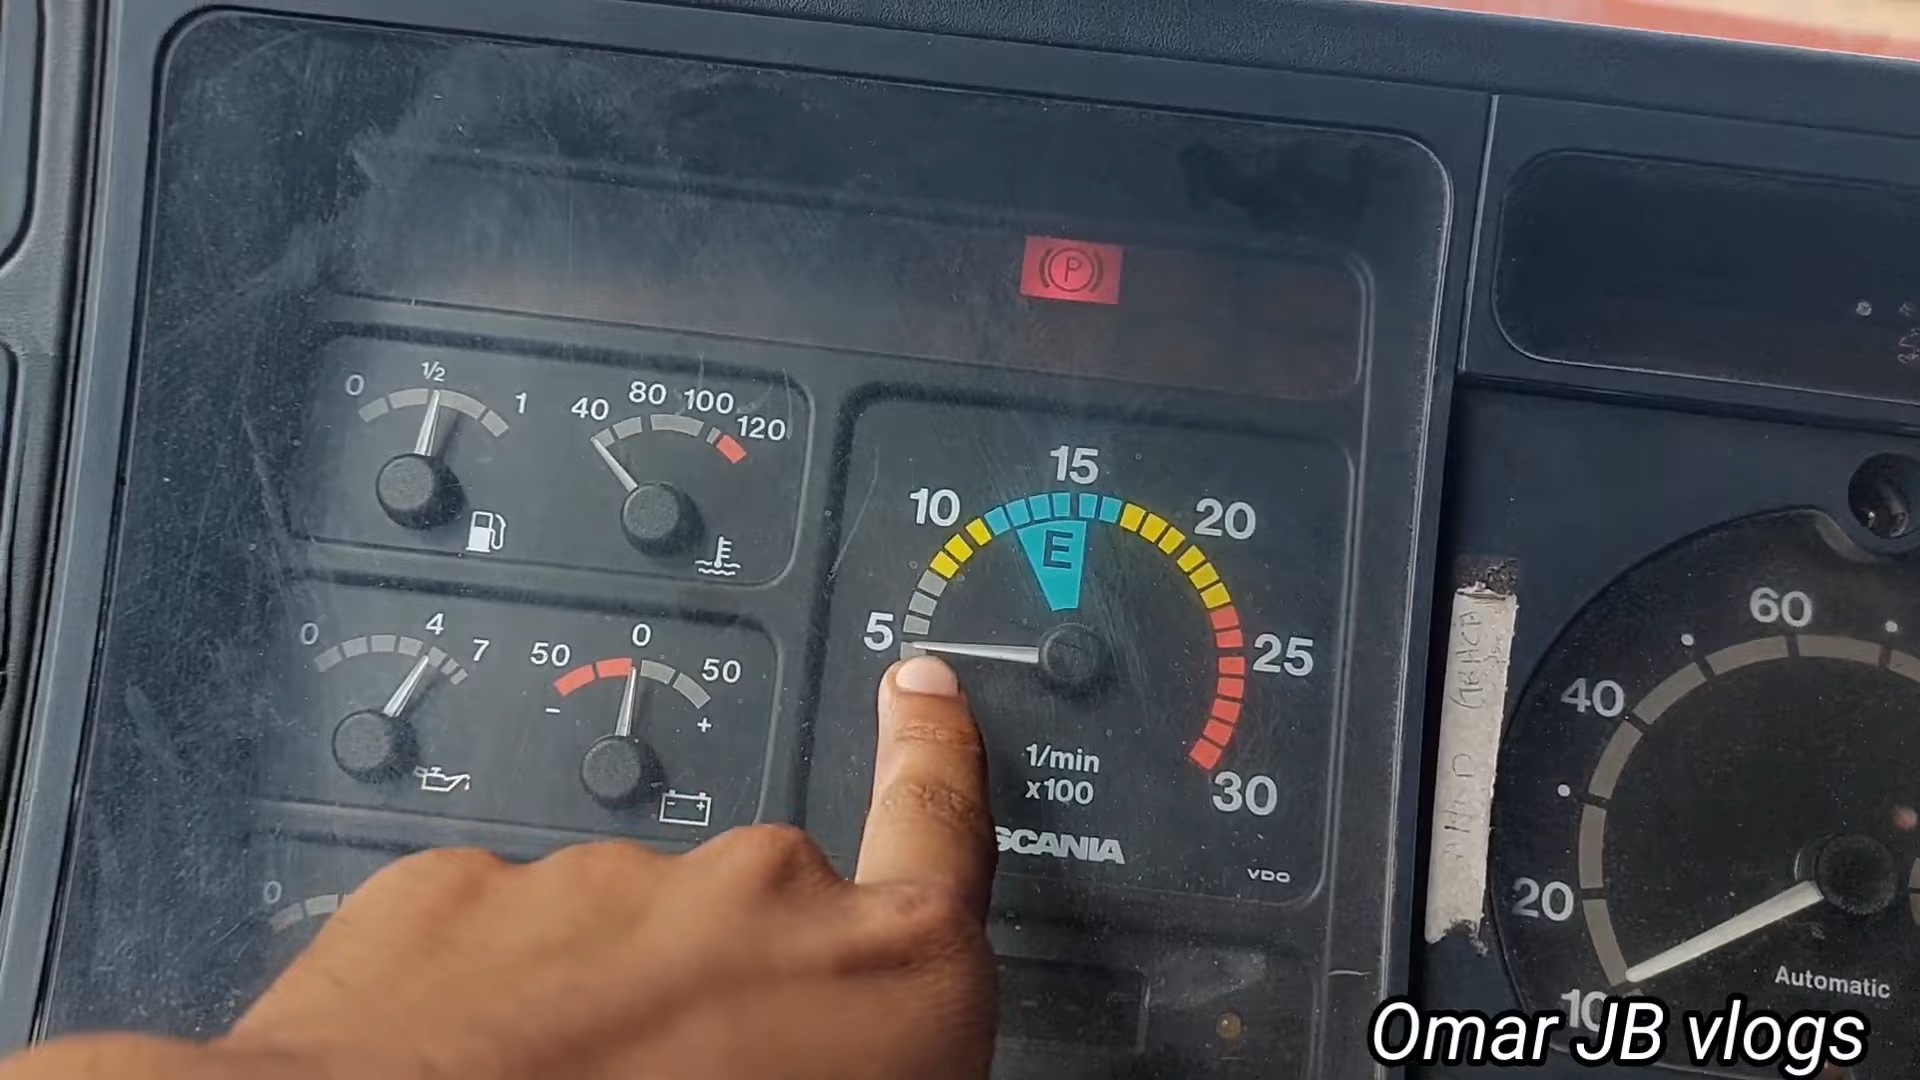 P
0 1/2 1
40 80 100 120
0 4 7
50 0 50
- +
0
5 10 15 20 25 30
E
1/min
x100
SCANIA
VDO
60
40
20
10
Automatic
Omar JB vlogs